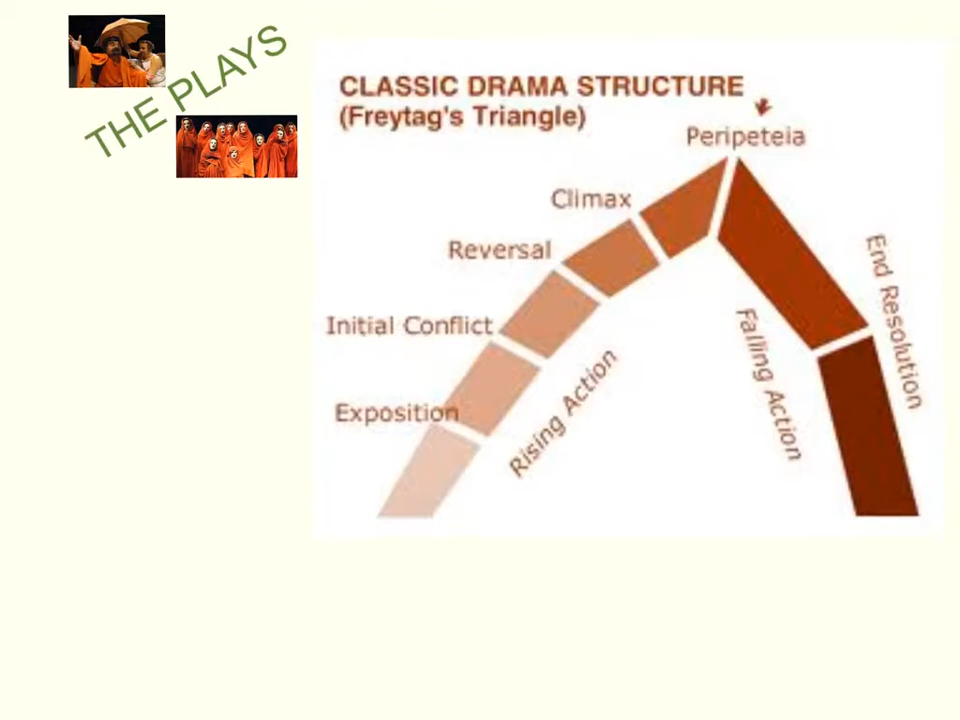 THE PLAYS
CLASSIC DRAMA STRUCTURE
(Freytag's Triangle)
Peripeteia
Climax
Reversal
Initial Conflict
Exposition
Rising Action
Falling Action
End Resolution